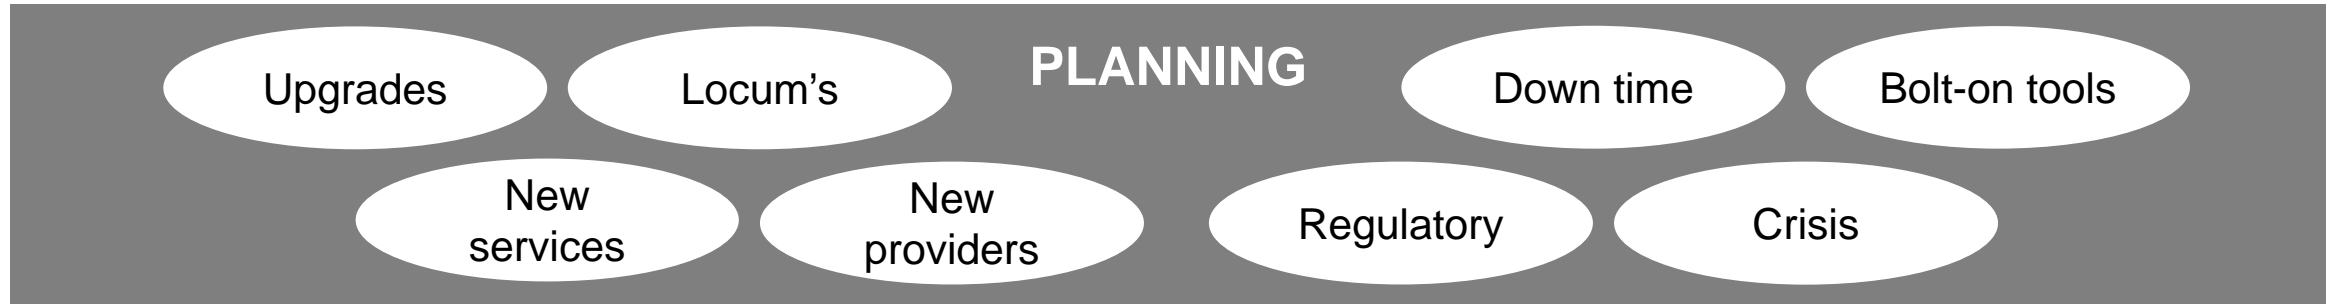 PLANNING
Upgrades
Locum’s
Down time
Bolt-on tools
New
services
New
providers
Regulatory
Crisis